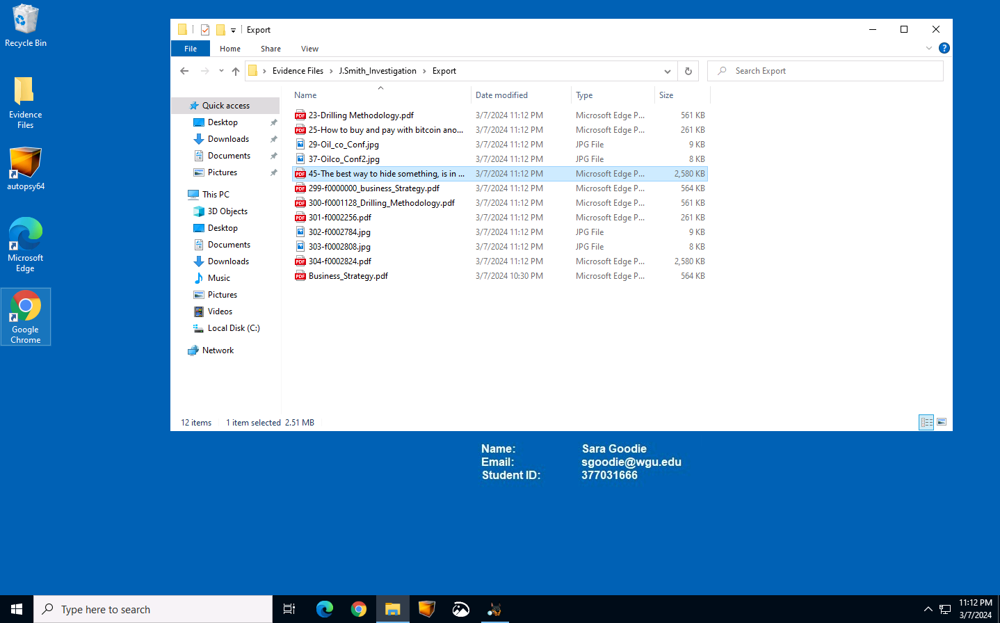 Recycle Bin
Evidence
Files
autopsy64
Microsoft
Edge
Google
Chrome
Export
File Home Share View
Evidence Files J.Smith_Investigation Export
Search Export
Name Date modified Type Size
Quick access
Desktop
Downloads
Documents
Pictures
This PC
3D Objects
Desktop
Documents
Downloads
Music
Pictures
Videos
Local Disk (C:)
Network
23-Drilling Methodology.pdf 3/7/2024 11:12 PM Microsoft Edge P... 561 KB
25-How to buy and pay with bitcoin ano... 3/7/2024 11:12 PM Microsoft Edge P... 261 KB
29-Oil_co_Conf.jpg 3/7/2024 11:12 PM JPG File 9 KB
37-Oilco_Conf2.jpg 3/7/2024 11:12 PM JPG File 8 KB
45-The best way to hide something, is in ... 3/7/2024 11:12 PM Microsoft Edge P... 2,580 KB
299-f0000000_business_Strategy.pdf 3/7/2024 11:12 PM Microsoft Edge P... 564 KB
300-f0001128_Drilling_Methodology.pdf 3/7/2024 11:12 PM Microsoft Edge P... 561 KB
301-f0002256.pdf 3/7/2024 11:12 PM Microsoft Edge P... 261 KB
302-f0002784.jpg 3/7/2024 11:12 PM JPG File 9 KB
303-f0002808.jpg 3/7/2024 11:12 PM JPG File 8 KB
304-f0002824.pdf 3/7/2024 11:12 PM Microsoft Edge P... 2,580 KB
Business_Strategy.pdf 3/7/2024 10:30 PM Microsoft Edge P... 564 KB
12 items 1 item selected 2.51 MB
Name: Sara Goodie
Email: sgoodie@wgu.edu
Student ID: 377031666
Type here to search
11:12 PM
3/7/2024